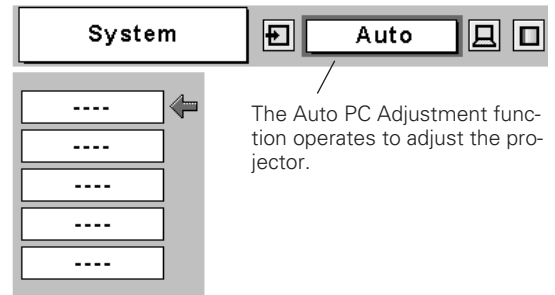 System
Auto
----
----
----
----
----
The Auto PC Adjustment func-
tion operates to adjust the pro-
jector.